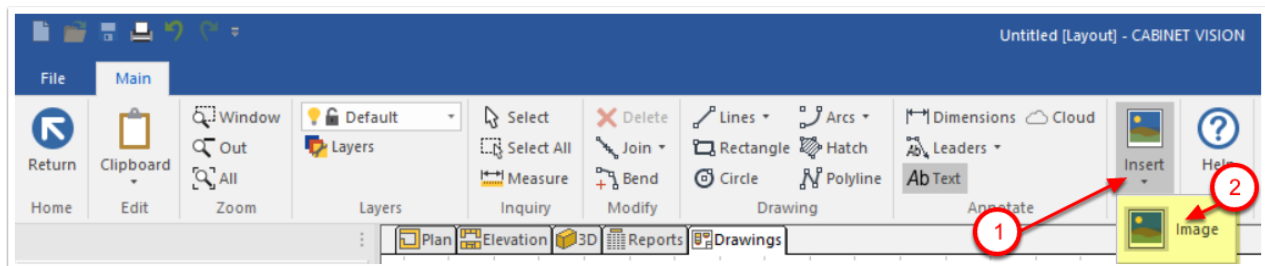 Untitled [Layout] - CABINET VISION
File Main
Window Default Select Delete Lines Arcs Dimensions Cloud
Return Clipboard Out Layers Select All Join Rectangle Hatch Leaders Insert Help
All Measure Bend Circle Polyline Ab Text
Home Edit Zoom Layers Inquiry Modify Drawing Annotate
1 2
Image
Plan Elevation 3D Reports Drawings